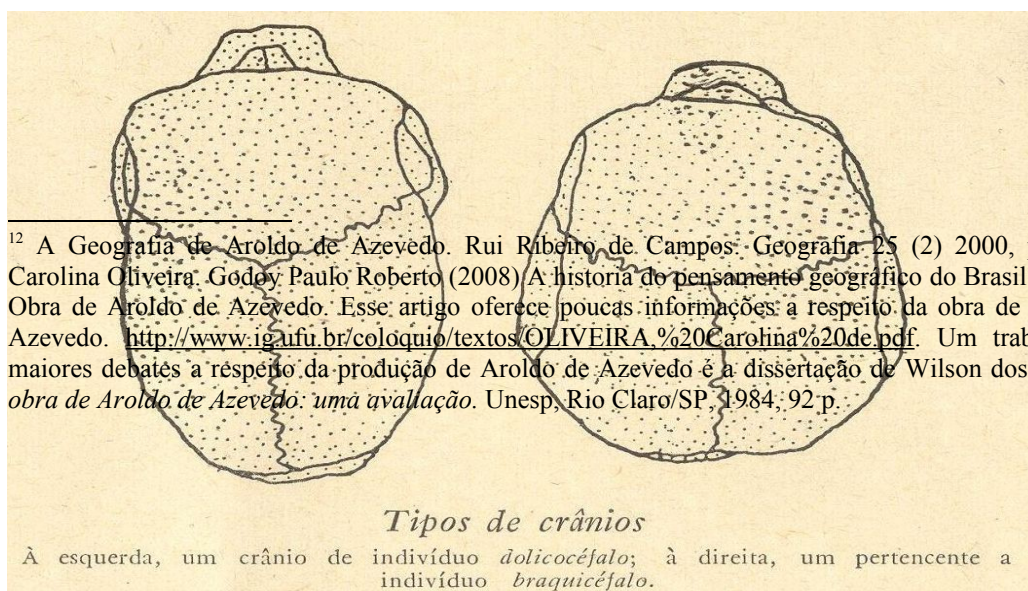 12 A Geografia de Aroldo de Azevedo. Rui Ribeiro de Campos. Geografia 25 (2) 2000,
Carolina Oliveira. Godoy Paulo Roberto (2008) A historia do pensamento geográfico do Brasil
Obra de Aroldo de Azevedo. Esse artigo oferece poucas informações a respeito da obra de
Azevedo. http://www.ig.ufu.br/coloquio/textos/OLIVEIRA,%20Carolina%20de.pdf. Um trab
maiores debates a respeito da produção de Aroldo de Azevedo é a dissertação de Wilson dos
obra de Aroldo de Azevedo: uma avaliação. Unesp, Rio Claro/SP, 1984, 92 p.
Tipos de crânios
À esquerda, um crânio de indivíduo dolicocéfalo; à direita, um pertencente a
indivíduo braquicéfalo.